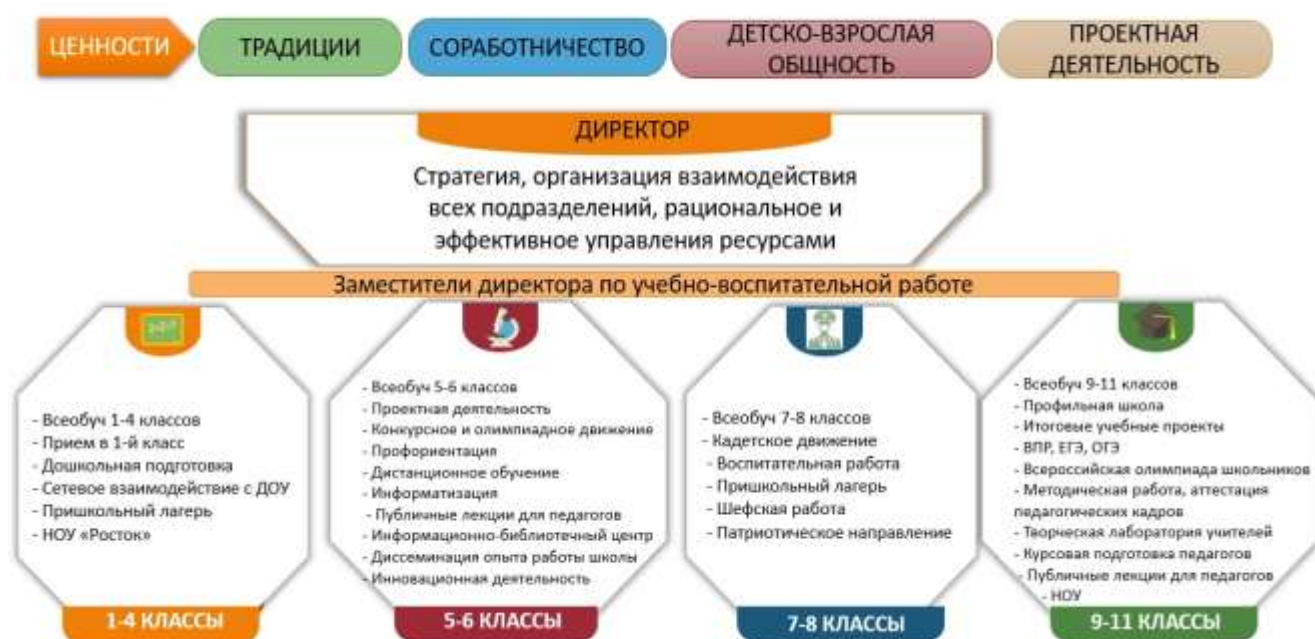 ЦЕННОСТИ
ТРАДИЦИИ
СОРАБОТНИЧЕСТВО
ДЕТСКО-ВЗРОСЛАЯ
ОБЩНОСТЬ
ПРОЕКТНАЯ
ДЕЯТЕЛЬНОСТЬ
ДИРЕКТОР
Стратегия, организация взаимодействия
всех подразделений, рациональное и
эффективное управления ресурсами
Заместители директора по учебно-воспитательной работе
- Всеобуч 1-4 классов
- Прием в 1-й класс
- Дошкольная подготовка
- Сетевое взаимодействие с ДОУ
- Пришкольный лагерь
- НОУ «Росток»
1-4 КЛАССЫ
- Всеобуч 5-6 классов
- Проектная деятельность
- Конкурсное и олимпиадное движение
- Профориентация
- Дистанционное обучение
- Информатизация
- Публичные лекции для педагогов
- Информационно-библиотечный центр
- Диссеминация опыта работы школы
- Инновационная деятельность
5-6 КЛАССЫ
- Всеобуч 7-8 классов
- Кадетское движение
- Воспитательная работа
- Пришкольный лагерь
- Шефская работа
- Патриотическое направление
7-8 КЛАССЫ
- Всеобуч 9-11 классов
- Профильная школа
- Итоговые учебные проекты
- ВПР, ЕГЭ, ОГЭ
- Всероссийская олимпиада школьников
- Методическая работа, аттестация
педагогических кадров
- Творческая лаборатория учителей
- Курсовая подготовка педагогов
- Публичные лекции для педагогов
- НОУ
9-11 КЛАССЫ